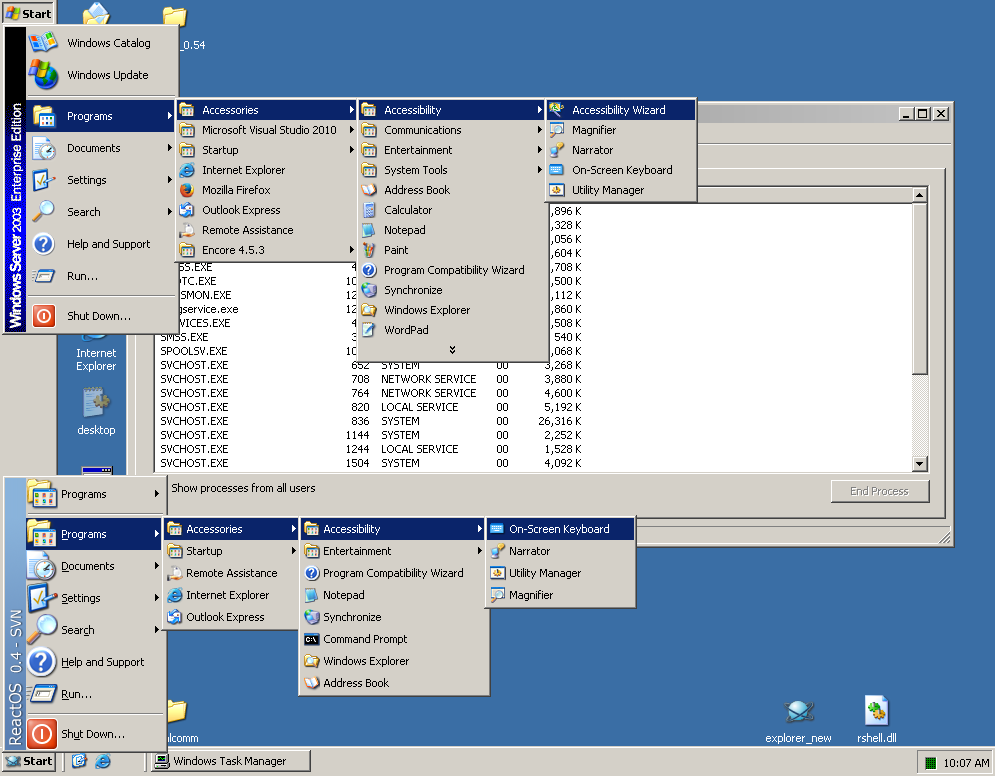 Start
Windows Catalog
Windows Update
Programs
Documents
Settings
Search
Help and Support
Run...
Shut Down...
Windows Server 2003 Enterprise Edition
_0.54
Accessories
Microsoft Visual Studio 2010
Startup
Internet Explorer
Mozilla Firefox
Outlook Express
Remote Assistance
Encore 4.5.3
Accessibility
Communications
Entertainment
System Tools
Address Book
Calculator
Notepad
Paint
Program Compatibility Wizard
Synchronize
Windows Explorer
WordPad
Accessibility Wizard
Magnifier
Narrator
On-Screen Keyboard
Utility Manager
,896 K
,328 K
,056 K
,604 K
SS.EXE ,708 K
TC.EXE 10 ,500 K
SMON.EXE 12 ,112 K
gservice.exe 12 ,860 K
VICES.EXE 4 ,508 K
SMSS.EXE 3 540 K
SPOOLSV.EXE 10 ,068 K
SVCHOST.EXE 652 SYSTEM 00 3,268 K
SVCHOST.EXE 708 NETWORK SERVICE 00 3,880 K
SVCHOST.EXE 764 NETWORK SERVICE 00 4,600 K
SVCHOST.EXE 820 LOCAL SERVICE 00 5,192 K
SVCHOST.EXE 836 SYSTEM 00 26,316 K
SVCHOST.EXE 1144 SYSTEM 00 2,252 K
SVCHOST.EXE 1244 LOCAL SERVICE 00 1,528 K
SVCHOST.EXE 1504 SYSTEM 00 4,092 K
Show processes from all users
End Process
Internet
Explorer
desktop
Programs
Programs
Documents
Settings
Search
Help and Support
Run...
Shut Down...
ReactOS 0.4 - SVN
Accessories
Startup
Remote Assistance
Internet Explorer
Outlook Express
Accessibility
Entertainment
Program Compatibility Wizard
Notepad
Synchronize
Command Prompt
Windows Explorer
Address Book
On-Screen Keyboard
Narrator
Utility Manager
Magnifier
lcomm
explorer_new
rshell.dll
Start
Windows Task Manager
10:07 AM